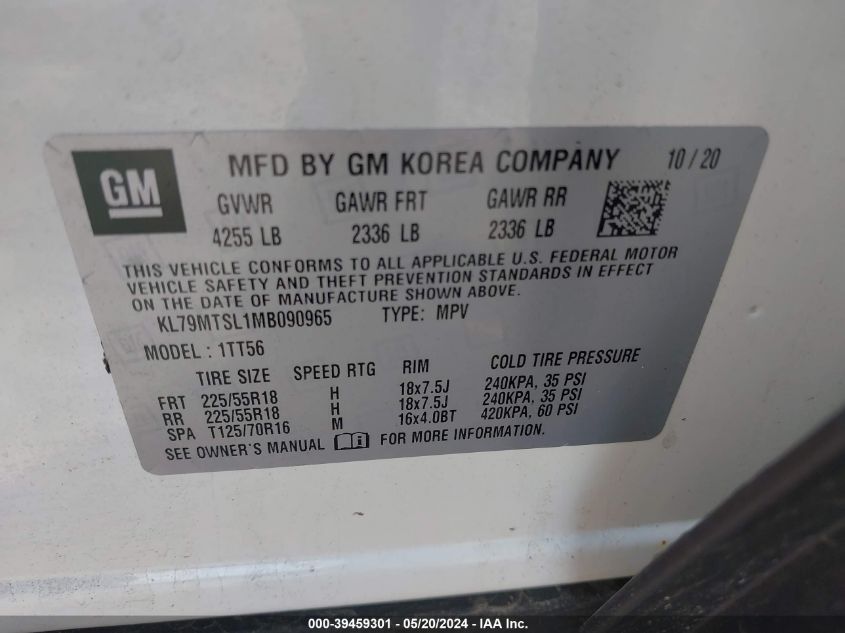 GM
MFD BY GM KOREA COMPANY 10/20
GVWR GAWR FRT GAWR RR
4255 LB 2336 LB 2336 LB
THIS VEHICLE CONFORMS TO ALL APPLICABLE U.S. FEDERAL MOTOR
VEHICLE SAFETY AND THEFT PREVENTION STANDARDS IN EFFECT
ON THE DATE OF MANUFACTURE SHOWN ABOVE.
KL79MTSL1MB090965 TYPE: MPV
MODEL: 1TT56
TIRE SIZE SPEED RTG RIM COLD TIRE PRESSURE
FRT 225/55R18 H 18x7.5J 240KPA, 35 PSI
RR 225/55R18 H 18x7.5J 240KPA, 35 PSI
SPA T125/70R16 M 16x4.0BT 420KPA, 60 PSI
SEE OWNER'S MANUAL FOR MORE INFORMATION.
000-39459301 - 05/20/2024 - IAA Inc.